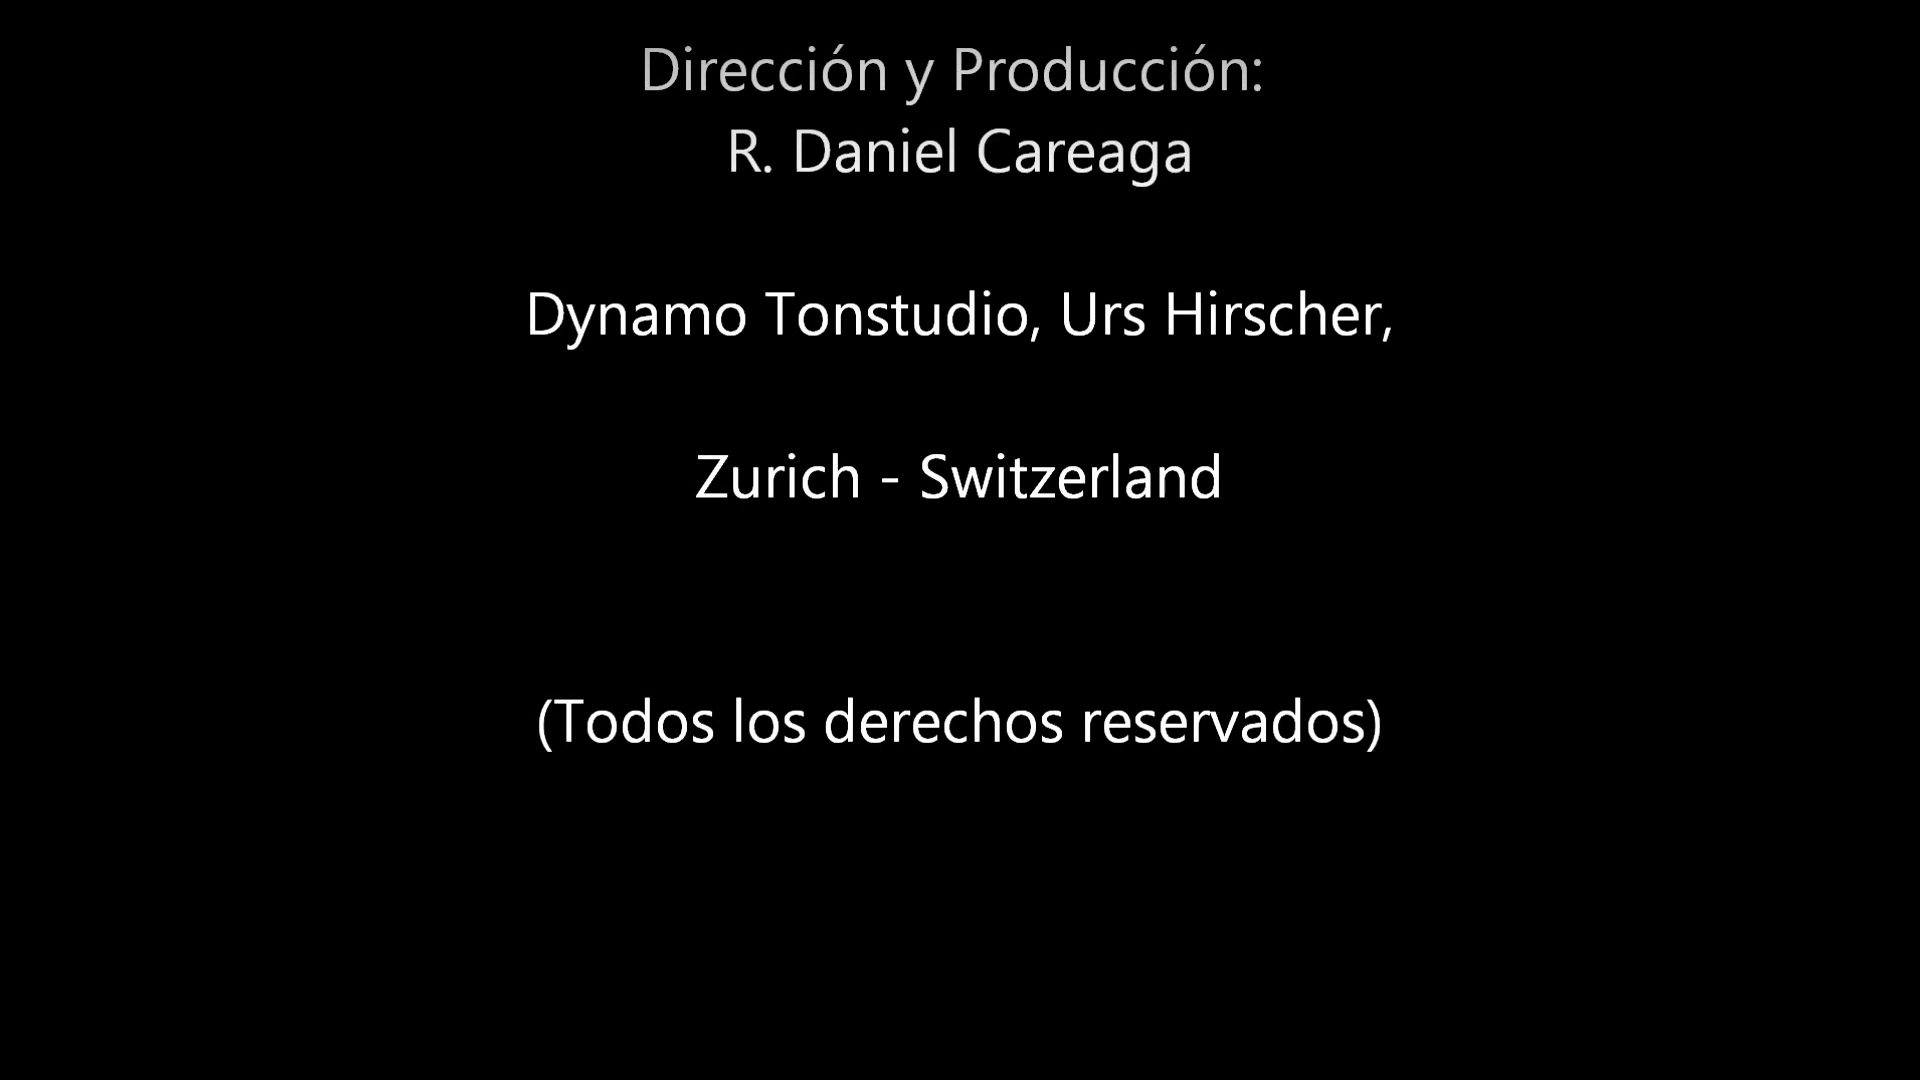 Dirección y Producción:
R. Daniel Careaga
Dynamo Tonstudio, Urs Hirscher,
Zurich - Switzerland
(Todos los derechos reservados)